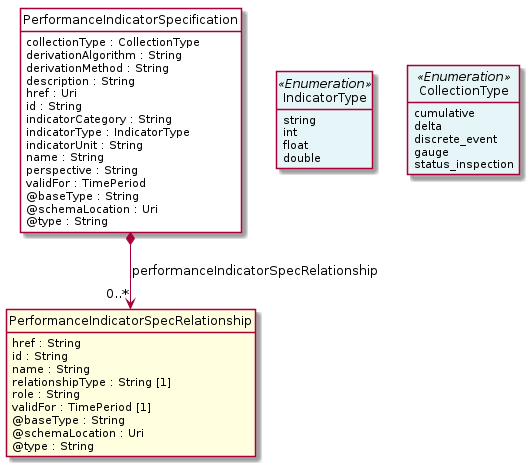 PerformanceIndicatorSpecification
collectionType : CollectionType
derivationAlgorithm : String
derivationMethod : String
description : String
href : Uri
id : String
indicatorCategory : String
indicatorType : IndicatorType
indicatorUnit : String
name : String
perspective : String
validFor : TimePeriod
@baseType : String
@schemaLocation : Uri
@type : String
«Enumeration»
IndicatorType
string
int
float
double
«Enumeration»
CollectionType
cumulative
delta
discrete_event
gauge
status_inspection
performanceIndicatorSpecRelationship
0..*
PerformanceIndicatorSpecRelationship
href : String
id : String
name : String
relationshipType : String [1]
role : String
validFor : TimePeriod [1]
@baseType : String
@schemaLocation : Uri
@type : String